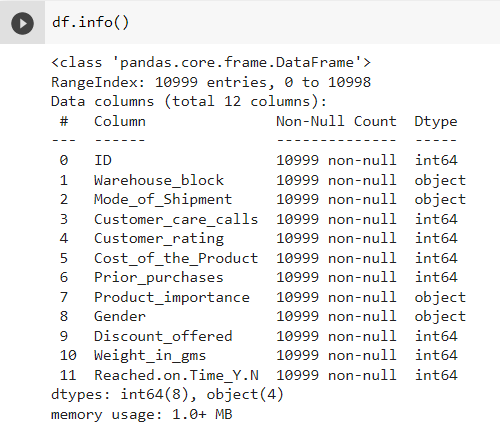 df.info()
<class 'pandas.core.frame.DataFrame'>
RangeIndex: 10999 entries, 0 to 10998
Data columns (total 12 columns):
 #   Column               Non-Null Count  Dtype
---  ------               --------------  -----
 0   ID                   10999 non-null  int64
 1   Warehouse_block      10999 non-null  object
 2   Mode_of_Shipment     10999 non-null  object
 3   Customer_care_calls  10999 non-null  int64
 4   Customer_rating      10999 non-null  int64
 5   Cost_of_the_Product  10999 non-null  int64
 6   Prior_purchases      10999 non-null  int64
 7   Product_importance   10999 non-null  object
 8   Gender               10999 non-null  object
 9   Discount_offered     10999 non-null  int64
 10  Weight_in_gms        10999 non-null  int64
 11  Reached.on.Time_Y.N  10999 non-null  int64
dtypes: int64(8), object(4)
memory usage: 1.0+ MB